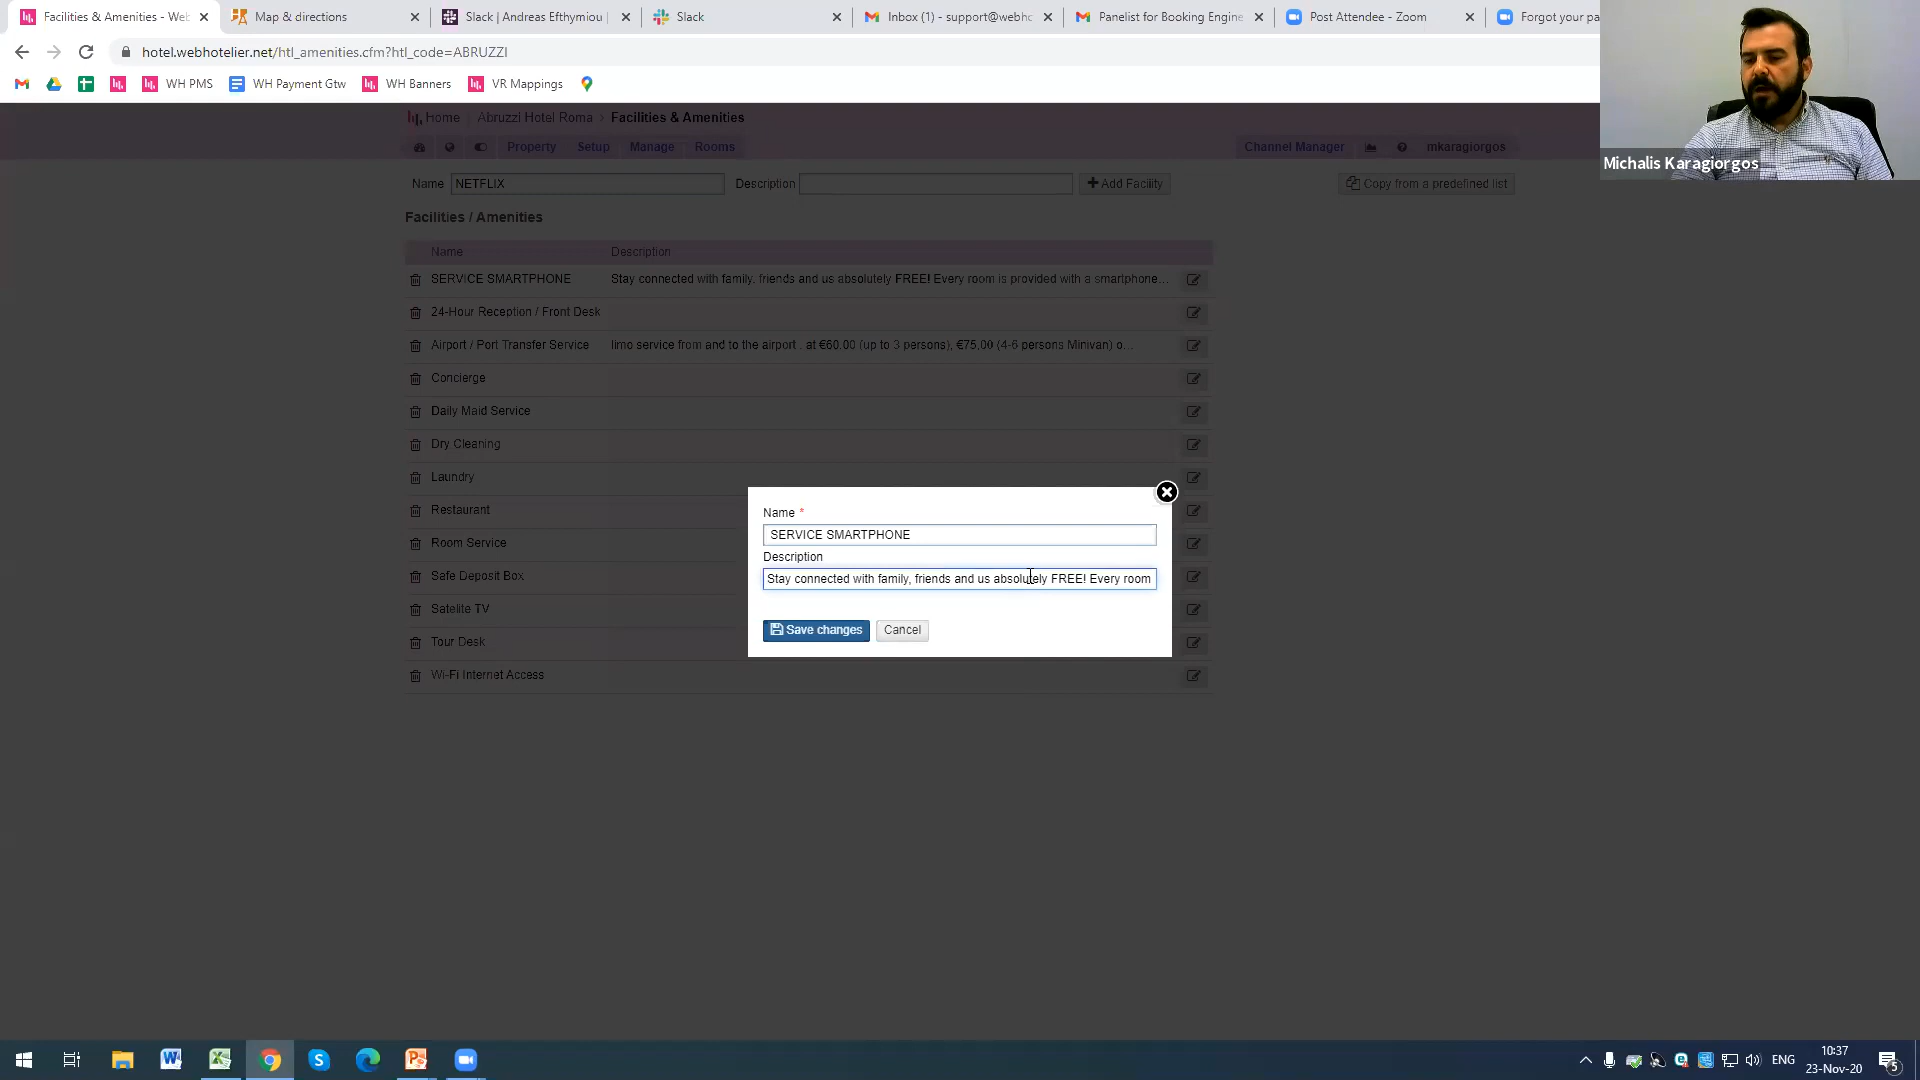 Facilities & Amenities - Web
Map & directions
Slack | Andreas Efthymiou |
Slack
Inbox (1) - support@webho
Panelist for Booking Engine
Post Attendee - Zoom
Forgot your pa
hotel.webhotelier.net/htl_amenities.cfm?htl_code=ABRUZZI
WH PMS
WH Payment Gtw
WH Banners
VR Mappings
Michalis Karagiorgos
Home
Abruzzi Hotel Roma
Facilities & Amenities
Property
Setup
Manage
Rooms
Channel Manager
mkaragiorgos
Name
NETFLIX
Description
Add Facility
Copy from a predefined list
Facilities / Amenities
Name
Description
SERVICE SMARTPHONE
Stay connected with family, friends and us absolutely FREE! Every room is provided with a smartphone...
24-Hour Reception / Front Desk
Airport / Port Transfer Service
limo service from and to the airport : at €60.00 (up to 3 persons), €75,00 (4-6 persons Minivan) o...
Concierge
Daily Maid Service
Dry Cleaning
Laundry
Restaurant
Room Service
Safe Deposit Box
Satelite TV
Tour Desk
Wi-Fi Internet Access
Name *
SERVICE SMARTPHONE
Description
Stay connected with family, friends and us absolutely FREE! Every room
Save changes
Cancel
ENG
10:37
23-Nov-20
5